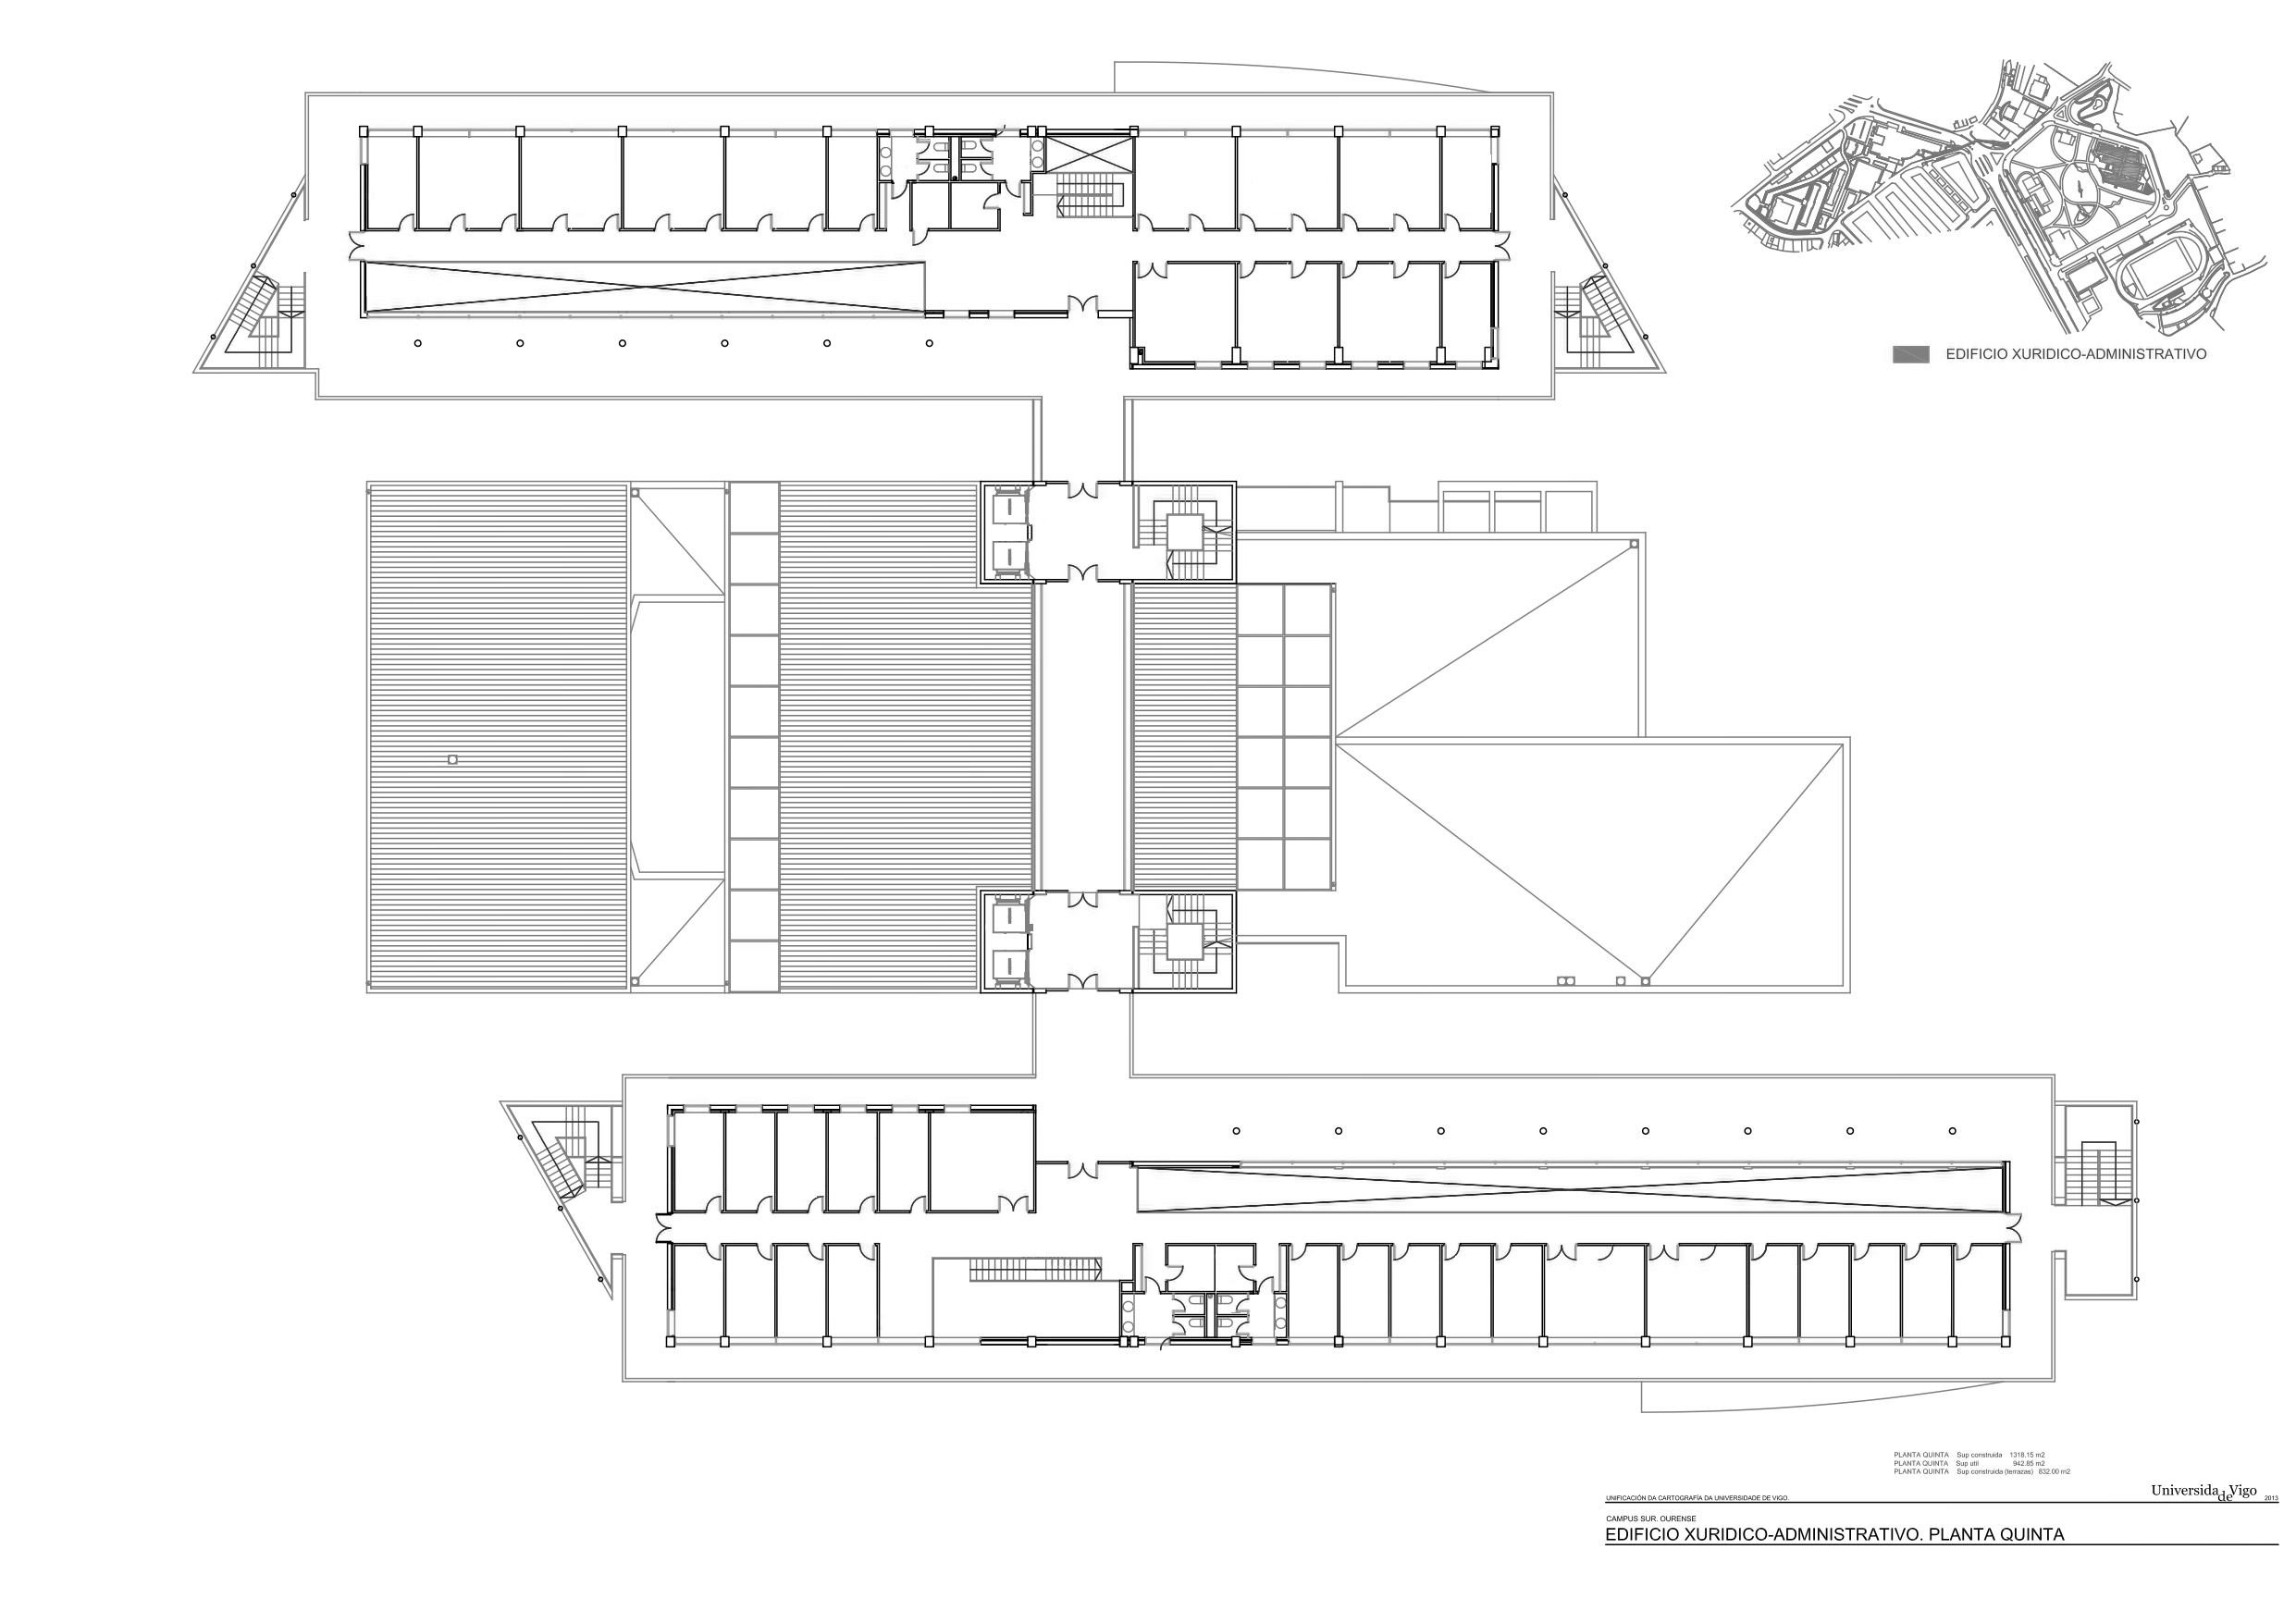 EDIFICIO XURIDICO-ADMINISTRATIVO
PLANTA QUINTA Sup construida 1318.15 m2
PLANTA QUINTA Sup util 942.85 m2
PLANTA QUINTA Sup construida (terrazas) 832.00 m2
Universidade de Vigo
UNIFICACIÓN DA CARTOGRAFÍA DA UNIVERSIDADE DE VIGO. 2013
CAMPUS SUR. OURENSE
EDIFICIO XURIDICO-ADMINISTRATIVO. PLANTA QUINTA